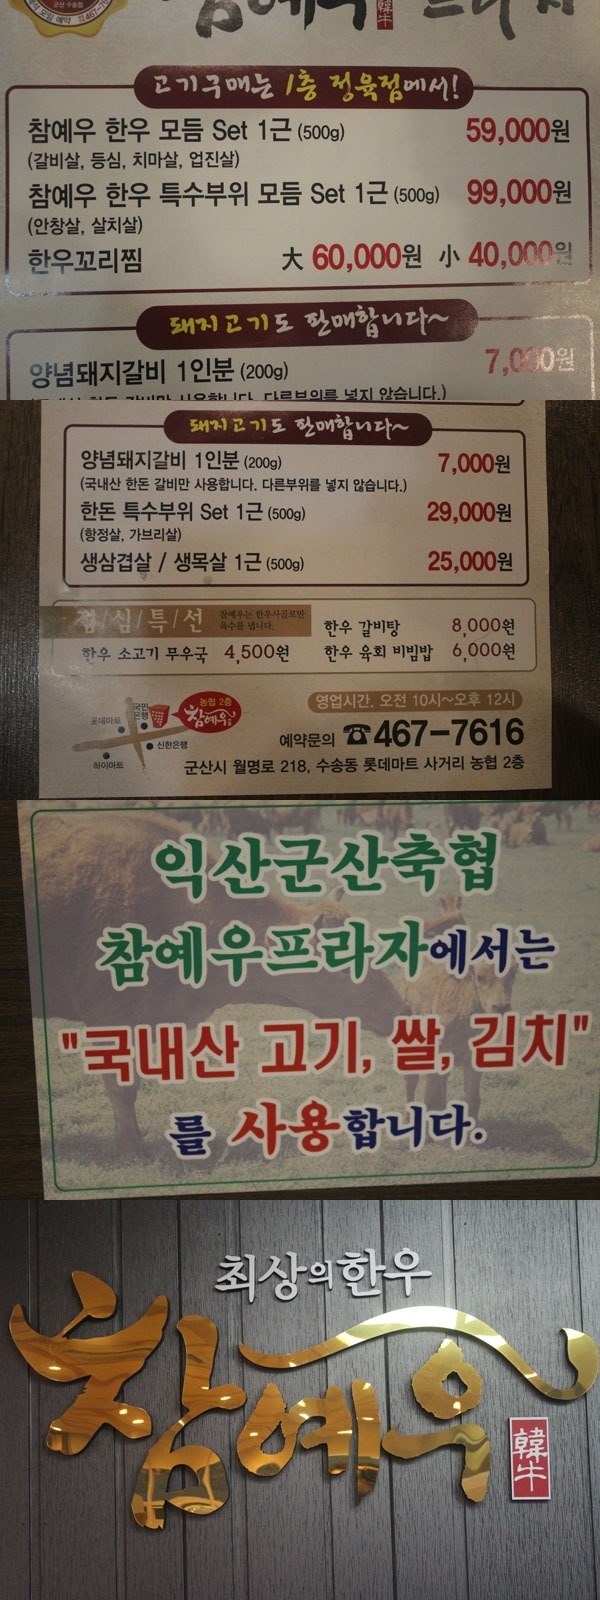 참예우 韓牛 프라자
고기구매는 1층 정육점에서!
참예우 한우 모듬 Set 1근 (500g) 59,000원
(갈비살, 등심, 치마살, 업진살)
참예우 한우 특수부위 모듬 Set 1근 (500g) 99,000원
(안창살, 살치살)
한우꼬리찜 大 60,000원 小 40,000원
돼지고기도 판매합니다~
양념돼지갈비 1인분 (200g) 7,000원
돼지고기도 판매합니다~
양념돼지갈비 1인분 (200g) 7,000원
(국내산 한돈 갈비만 사용합니다. 다른부위를 넣지 않습니다.)
한돈 특수부위 Set 1근 (500g) 29,000원
(항정살, 가브리살)
생삼겹살 / 생목살 1근 (500g) 25,000원
점/심/특/선 참예우는 한우사골로만
육수를 냅니다.
한우 갈비탕 8,000원
한우 소고기 무우국 4,500원 한우 육회 비빔밥 6,000원
농협 2층
참예우
국민
은행
롯데마트
신한은행
하이마트
영업시간. 오전 10시~오후 12시
예약문의 ☎467-7616
군산시 월명로 218, 수송동 롯데마트 사거리 농협 2층
익산군산축협
참예우프라자에서는
"국내산 고기, 쌀, 김치"
를 사용합니다.
최상의한우
참예우
韓牛